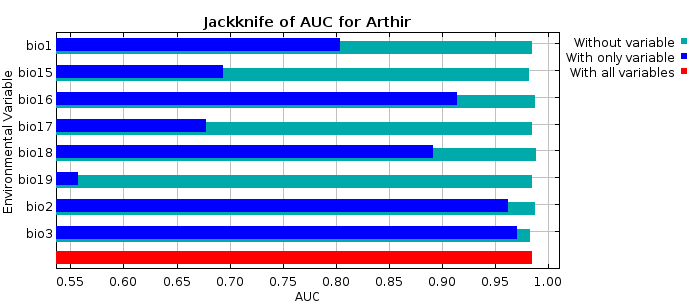 Jackknife of AUC for Arthir
Environmental Variable
bio1
bio15
bio16
bio17
bio18
bio19
bio2
bio3
0.55 0.60 0.65 0.70 0.75 0.80 0.85 0.90 0.95 1.00
AUC
Without variable
With only variable
With all variables